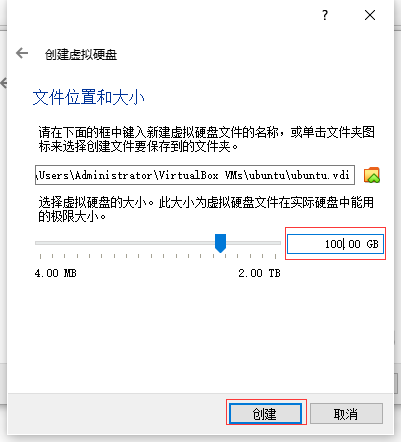 ?
创建虚拟硬盘
文件位置和大小
请在下面的框中键入新建虚拟硬盘文件的名称，或单击文件夹图
标来选择创建文件要保存到的文件夹。
\Users\Administrator\VirtualBox VMs\ubuntu\ubuntu.vdi
选择虚拟硬盘的大小。此大小为虚拟硬盘文件在实际硬盘中能用
的极限大小。
100.00 GB
4.00 MB 2.00 TB
创建 取消